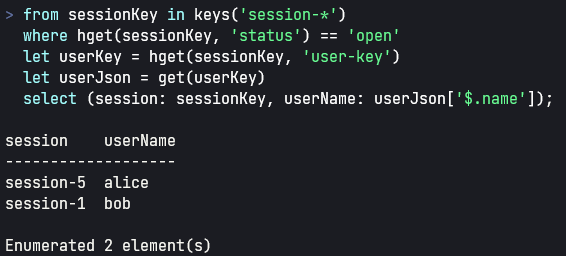 > from sessionKey in keys('session-*')
  where hget(sessionKey, 'status') == 'open'
  let userKey = hget(sessionKey, 'user-key')
  let userJson = get(userKey)
  select (session: sessionKey, userName: userJson['$.name']);

session    userName
-------------------
session-5  alice
session-1  bob

Enumerated 2 element(s)